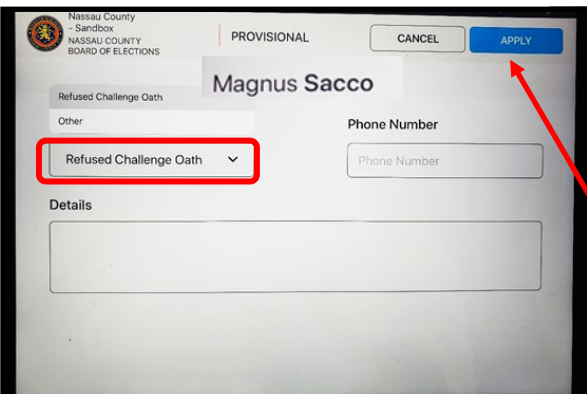 Nassau County
- Sandbox
NASSAU COUNTY
BOARD OF ELECTIONS
PROVISIONAL
CANCEL
APPLY
Magnus Sacco
Refused Challenge Oath
Other
Phone Number
Refused Challenge Oath
Phone Number
Details